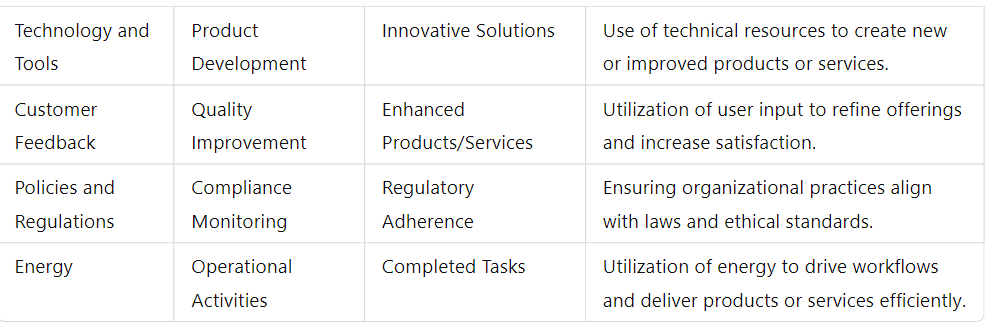 Technology and Tools
Product Development
Innovative Solutions
Use of technical resources to create new
or improved products or services.
Customer Feedback
Quality Improvement
Enhanced Products/Services
Utilization of user input to refine offerings
and increase satisfaction.
Policies and Regulations
Compliance Monitoring
Regulatory Adherence
Ensuring organizational practices align
with laws and ethical standards.
Energy
Operational Activities
Completed Tasks
Utilization of energy to drive workflows
and deliver products or services efficiently.